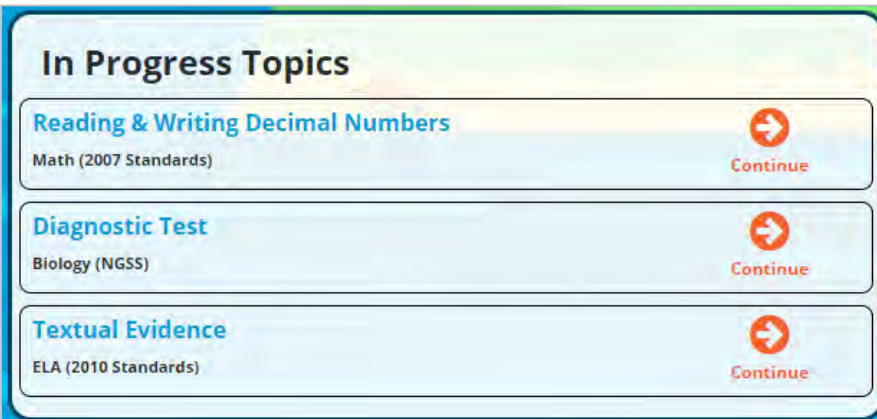 In Progress Topics
Reading & Writing Decimal Numbers
Math (2007 Standards)
Continue
Diagnostic Test
Biology (NGSS)
Continue
Textual Evidence
ELA (2010 Standards)
Continue